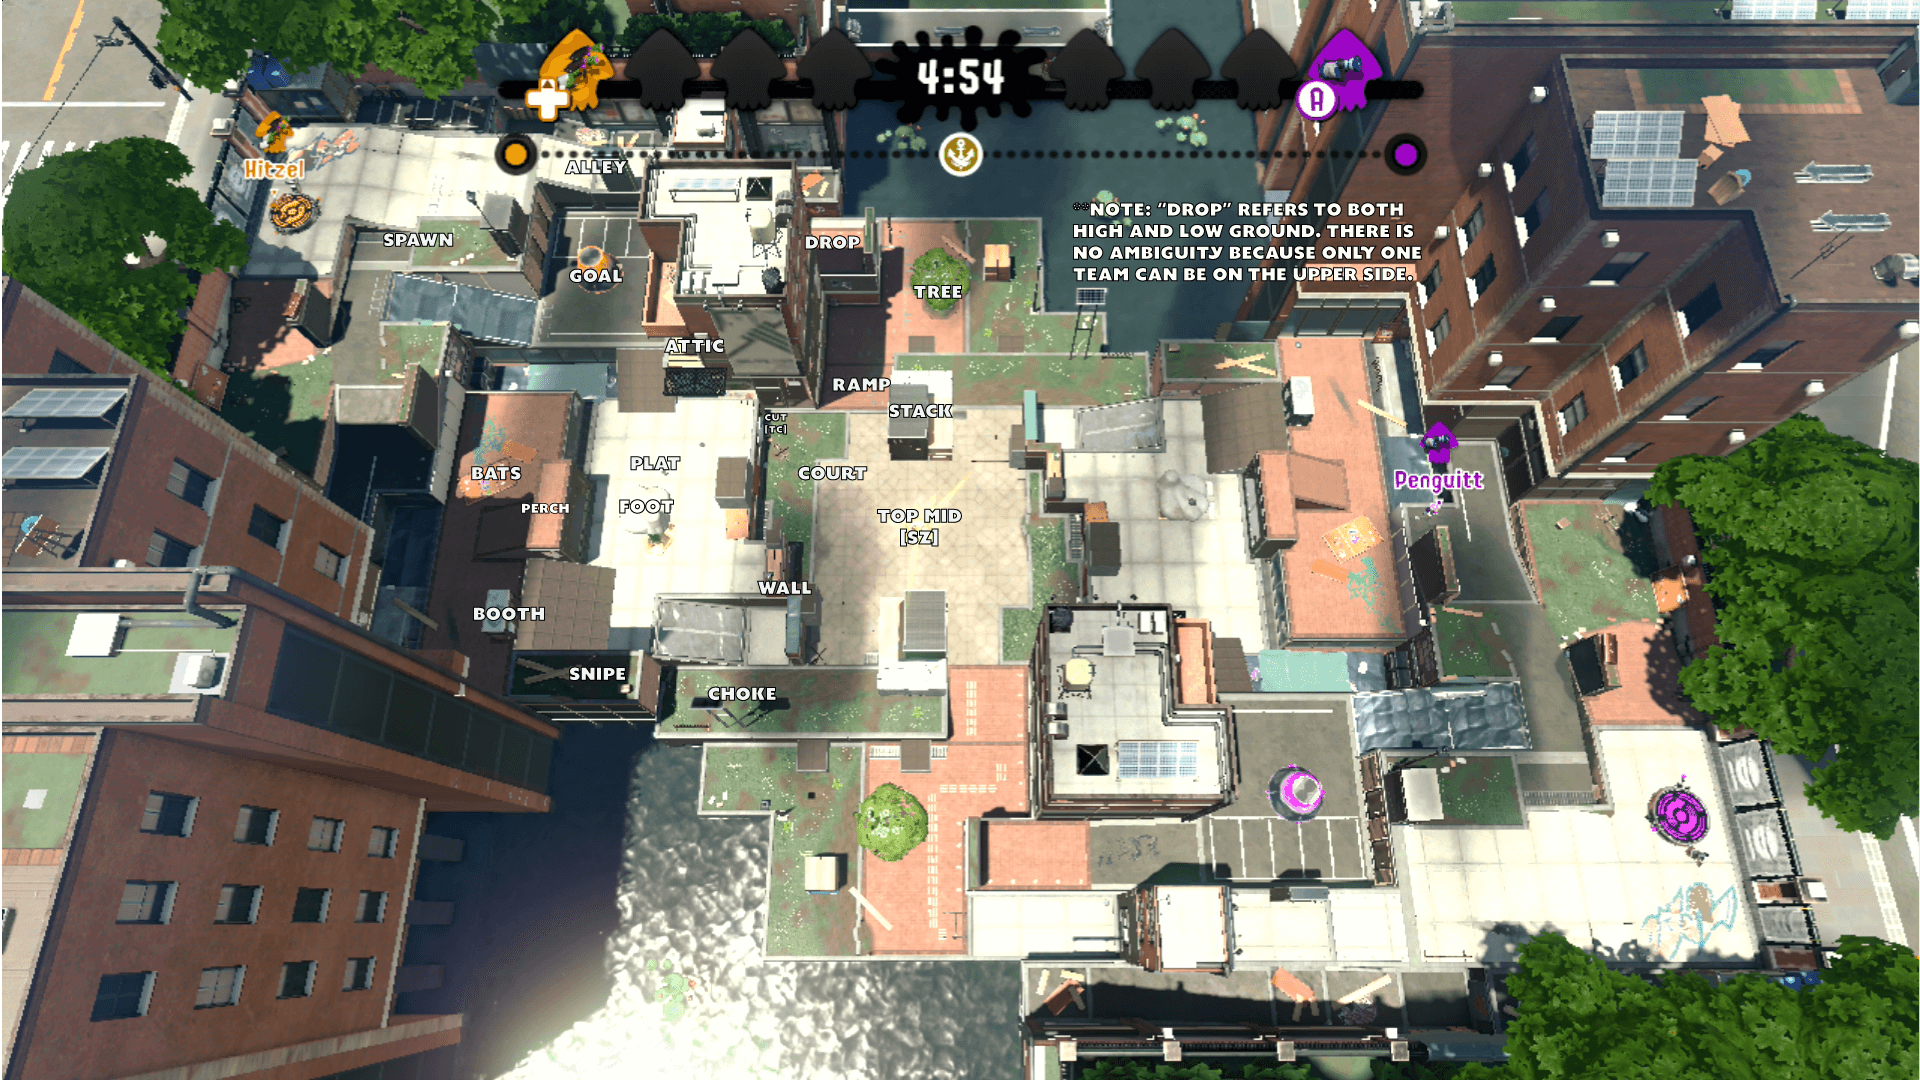 4:54
A
Hitzel
ALLEY
**NOTE: "DROP" REFERS TO BOTH
HIGH AND LOW GROUND. THERE IS
NO AMBIGUITY BECAUSE ONLY ONE
TEAM CAN BE ON THE UPPER SIDE.
SPAWN
DROP
GOAL
TREE
ATTIC
RAMP
STACK
CUT
[TC]
PLAT
COURT
BATS
Penguitt
PERCH
FOOT
TOP MID
[SZ]
WALL
BOOTH
SNIPE
CHOKE